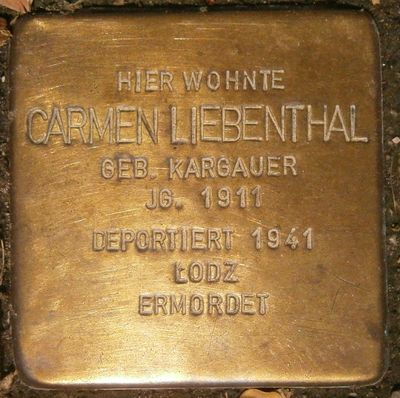 HIER WOHNTE
CARMEN LIEBENTHAL
GEB. KARGAUER
JG. 1911
DEPORTIERT 1941
ŁODZ
ERMORDET